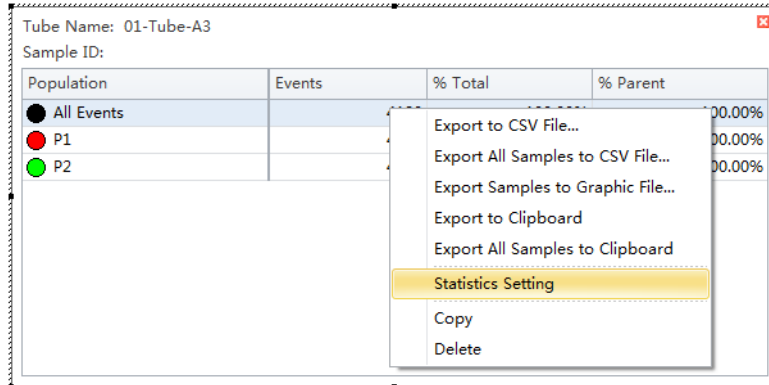 Tube Name: 01-Tube-A3
Sample ID:
Population Events % Total % Parent
All Events
P1
P2
Export to CSV File...
Export All Samples to CSV File...
Export Samples to Graphic File...
Export to Clipboard
Export All Samples to Clipboard
Statistics Setting
Copy
Delete